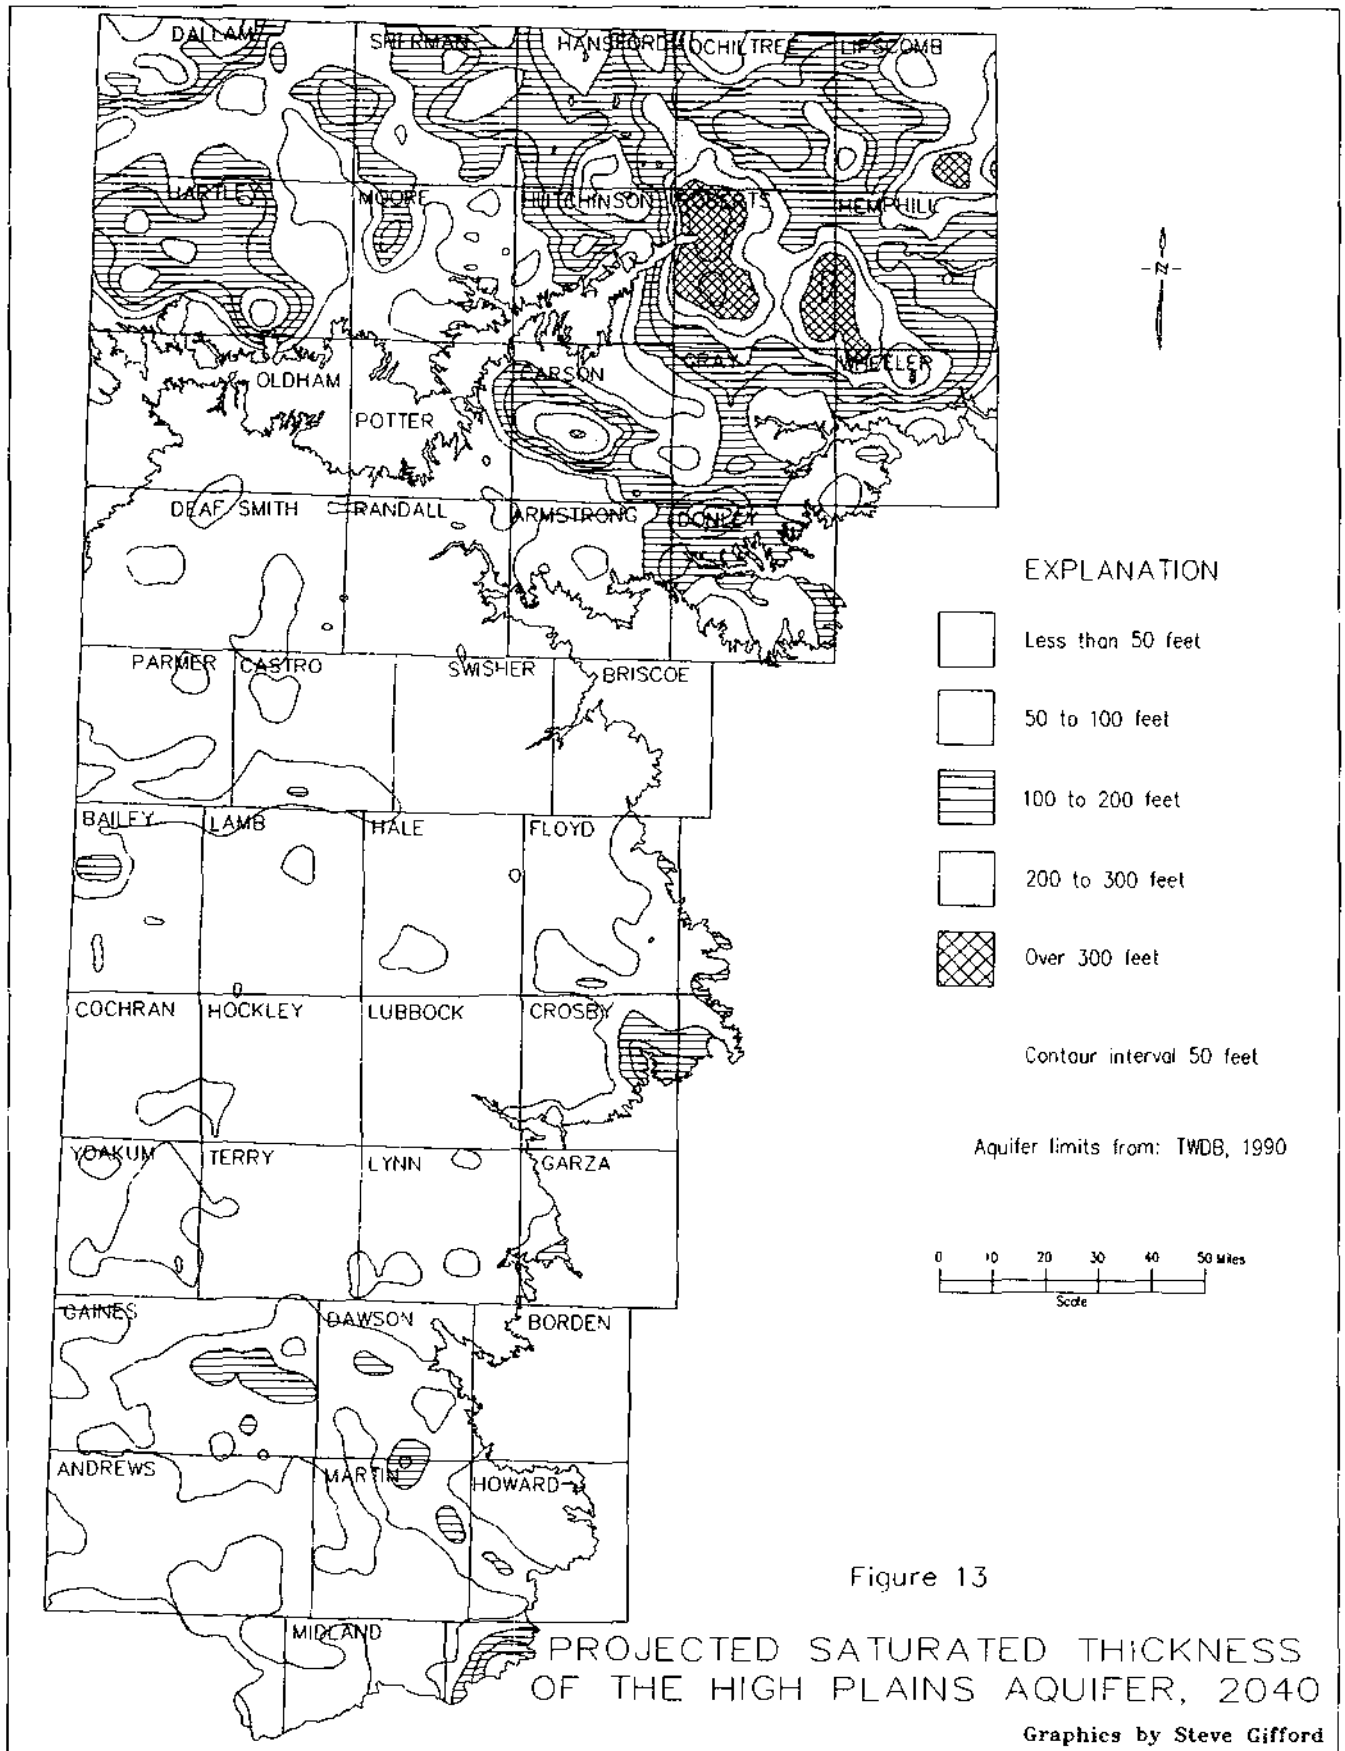 DALLAM SHERMAN HANSFORD OCHILTREE LIPSCOMB
HARTLEY MOORE HUTCHINSON ROBERTS HEMPHILL
-N-
OLDHAM CARSON GRAY WHEELER
POTTER
DEAF SMITH RANDALL ARMSTRONG DONLEY
EXPLANATION
Less than 50 feet
50 to 100 feet
100 to 200 feet
200 to 300 feet
Over 300 feet
Contour interval 50 feet
Aquifer limits from: TWDB, 1990
PARMER CASTRO SWISHER BRISCOE
BAILEY LAMB HALE FLOYD
COCHRAN HOCKLEY LUBBOCK CROSBY
YOAKUM TERRY LYNN GARZA
0 10 20 30 40 50 Miles
Scale
GAINES DAWSON BORDEN
ANDREWS MARTIN HOWARD
MIDLAND
Figure 13
PROJECTED SATURATED THICKNESS
OF THE HIGH PLAINS AQUIFER, 2040
Graphics by Steve Gifford